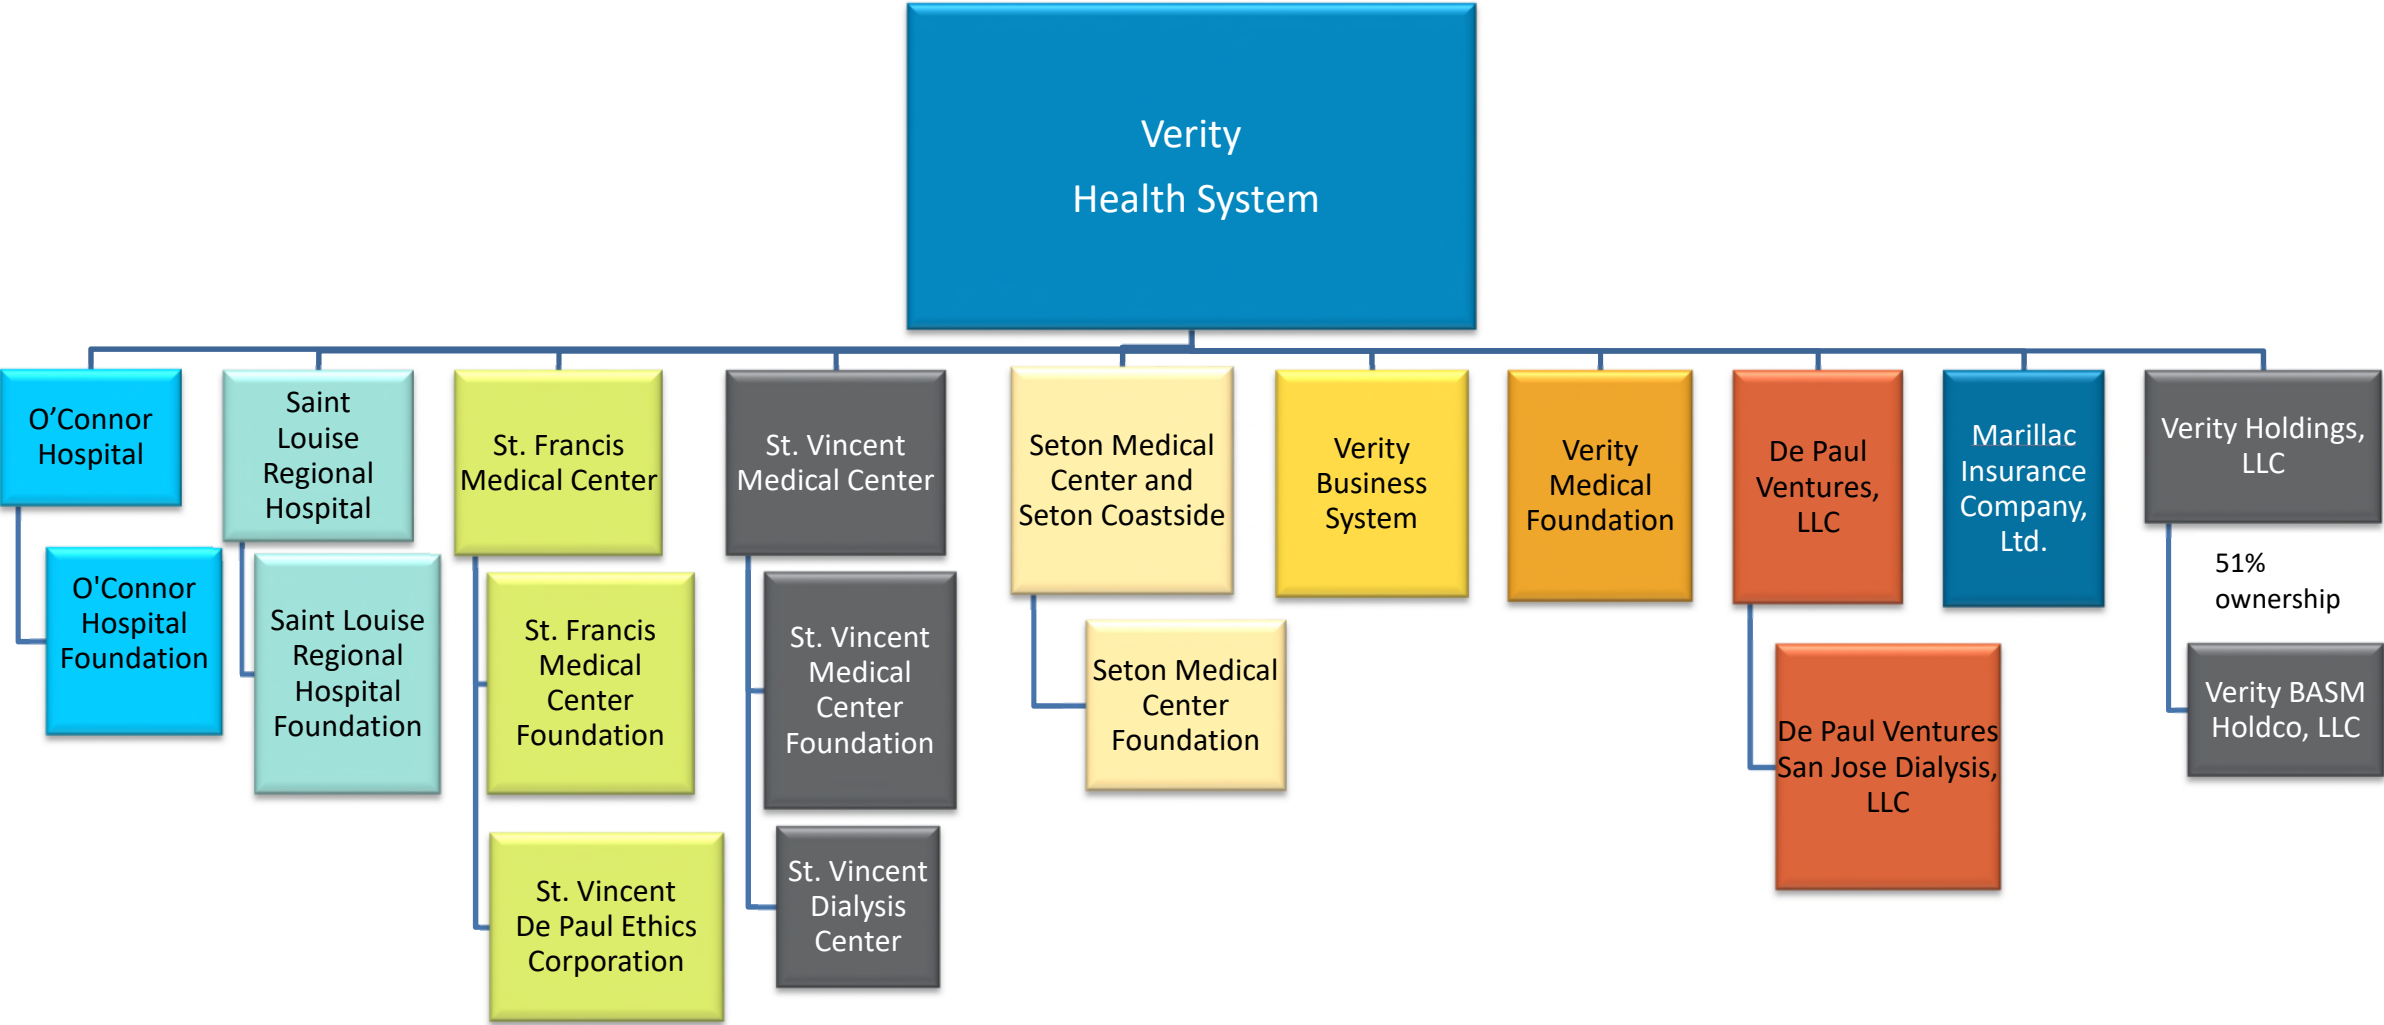 Verity
Health System
O’Connor
Hospital
Saint
Louise
Regional
Hospital
St. Francis
Medical Center
St. Vincent
Medical Center
Seton Medical
Center and
Seton Coastside
Verity
Business
System
Verity
Medical
Foundation
De Paul
Ventures,
LLC
Marillac
Insurance
Company,
Ltd.
Verity Holdings,
LLC
51%
ownership
O'Connor
Hospital
Foundation
Saint Louise
Regional
Hospital
Foundation
St. Francis
Medical
Center
Foundation
St. Vincent
Medical
Center
Foundation
Seton Medical
Center
Foundation
De Paul Ventures
San Jose Dialysis,
LLC
Verity BASM
Holdco, LLC
St. Vincent
De Paul Ethics
Corporation
St. Vincent
Dialysis
Center